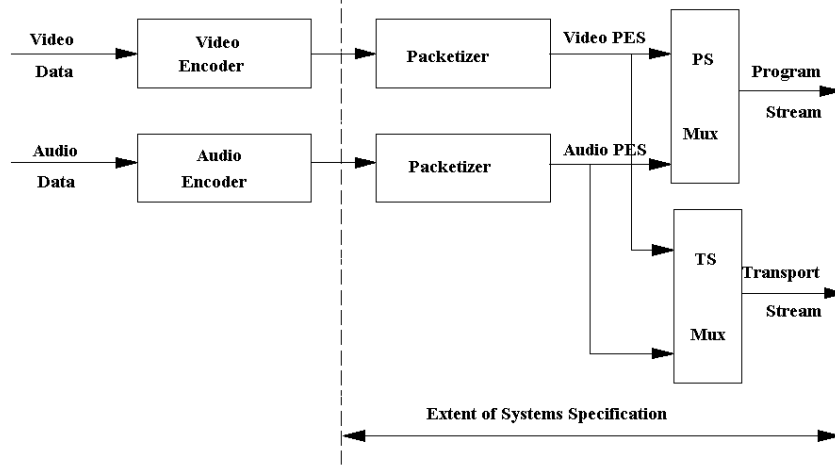 Video
Data
Video
Encoder
Packetizer
Video PES
PS
Mux
Program
Stream
Audio
Data
Audio
Encoder
Packetizer
Audio PES
TS
Mux
Transport
Stream
Extent of Systems Specification